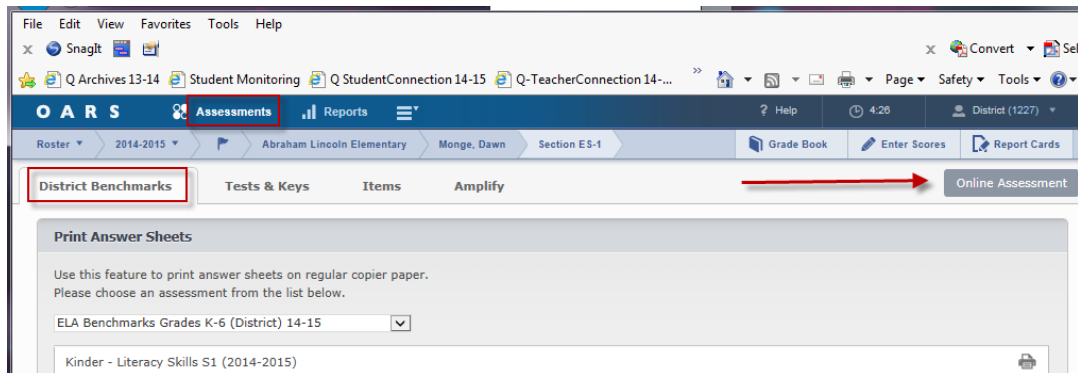 File Edit View Favorites Tools Help
x SnagIt x Convert Sel
Q Archives 13-14 Student Monitoring Q StudentConnection 14-15 Q-TeacherConnection 14-... » Page Safety Tools
OARS Assessments Reports ? Help 4:26 District (1227)
Roster 2014-2015 Abraham Lincoln Elementary Monge, Dawn Section ES-1 Grade Book Enter Scores Report Cards
District Benchmarks Tests & Keys Items Amplify Online Assessment
Print Answer Sheets
Use this feature to print answer sheets on regular copier paper.
Please choose an assessment from the list below.
ELA Benchmarks Grades K-6 (District) 14-15
Kinder - Literacy Skills S1 (2014-2015)